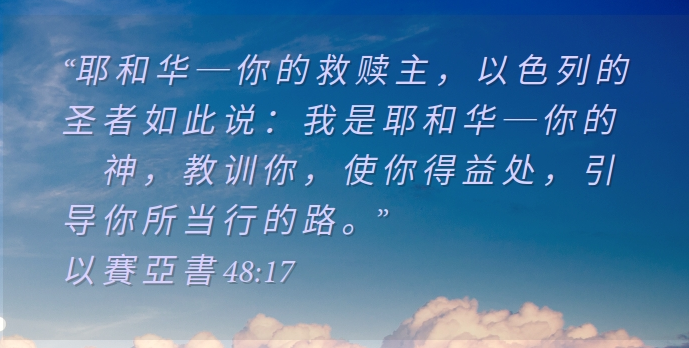 “耶和华—你的救赎主，以色列的
圣者如此说：我是耶和华—你的
　神，教训你，使你得益处，引
导你所当行的路。”
以賽亞書 48:17